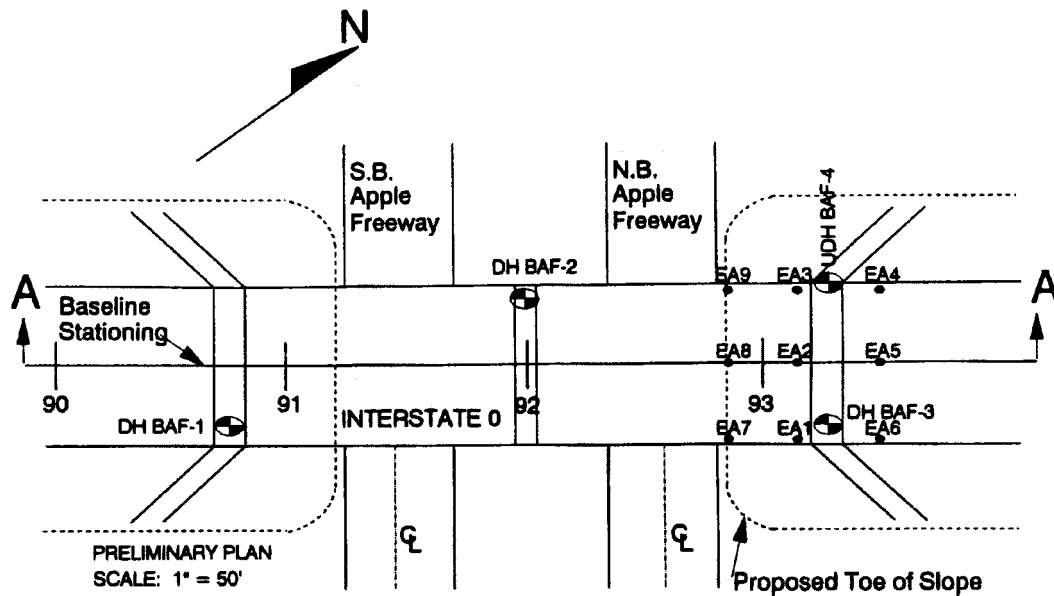 N
S.B.
Apple
Freeway
N.B.
Apple
Freeway
UDH BAF-4
DH BAF-2
EA9
EA3
EA4
A
A
Baseline
Stationing
EA8
EA2
EA5
90
91
92
93
DH BAF-1
INTERSTATE 0
DH BAF-3
EA7
EA1
EA6
PRELIMINARY PLAN
SCALE: 1" = 50'
CL
CL
Proposed Toe of Slope